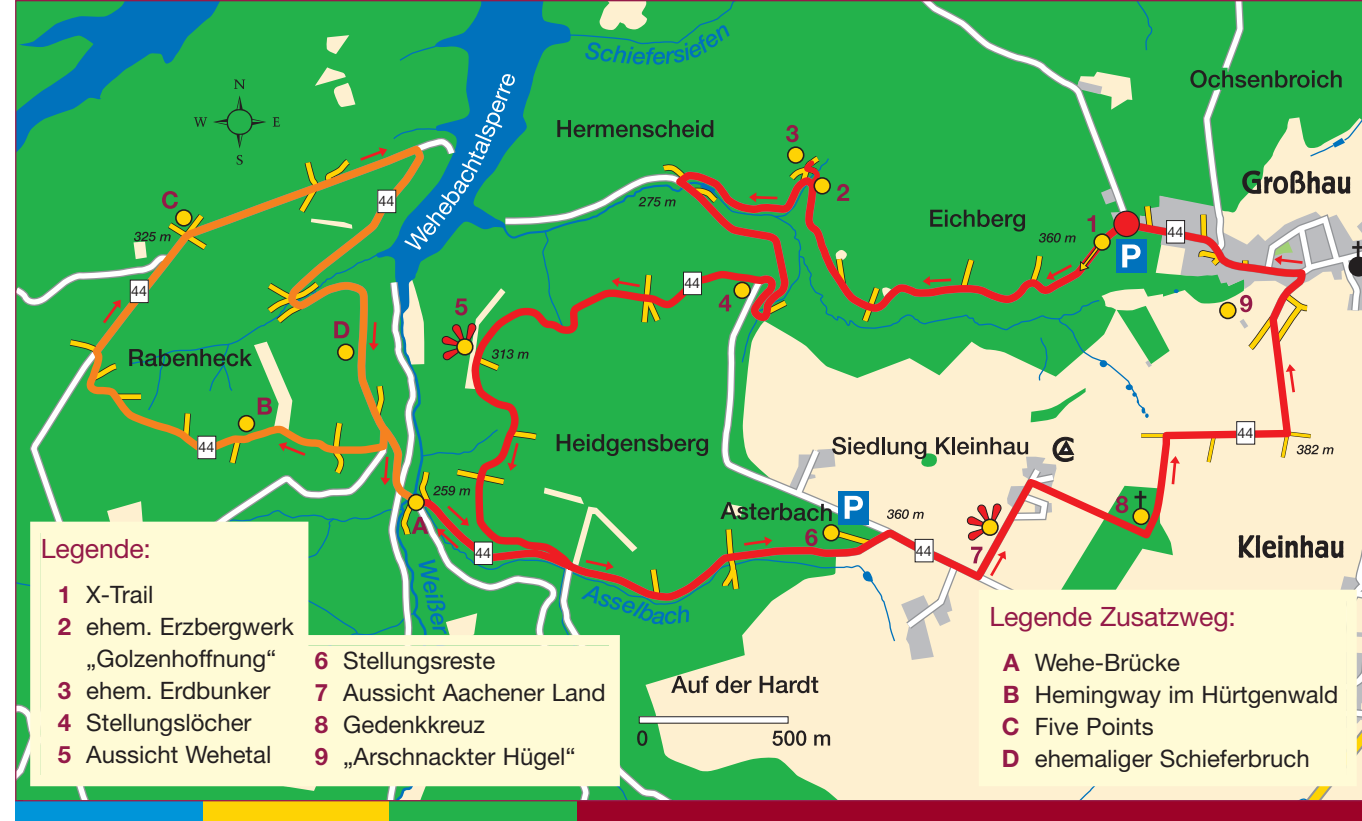 Schiefersiefen
Ochsenbroich
N
W
E
S
Wehebachtalsperre
Hermenscheid
3
2
44
C
325 m
275 m
Großhau
Eichberg
1
360 m
P
44
44
44
4
5
9
D
313 m
Rabenheck
B
44
Heidgensberg
Siedlung Kleinhau
44
382 m
259 m
A
Asterbach
P
360 m
6
8
44
44
7
Kleinhau
Weißer
Asselbach
Auf der Hardt
0
500 m
Legende:
1 X-Trail
2 ehem. Erzbergwerk
„Golzenhoffnung“
3 ehem. Erdbunker
4 Stellungslöcher
5 Aussicht Wehetal
6 Stellungsreste
7 Aussicht Aachener Land
8 Gedenkkreuz
9 „Arschnackter Hügel“
Legende Zusatzweg:
A Wehe-Brücke
B Hemingway im Hürtgenwald
C Five Points
D ehemaliger Schieferbruch